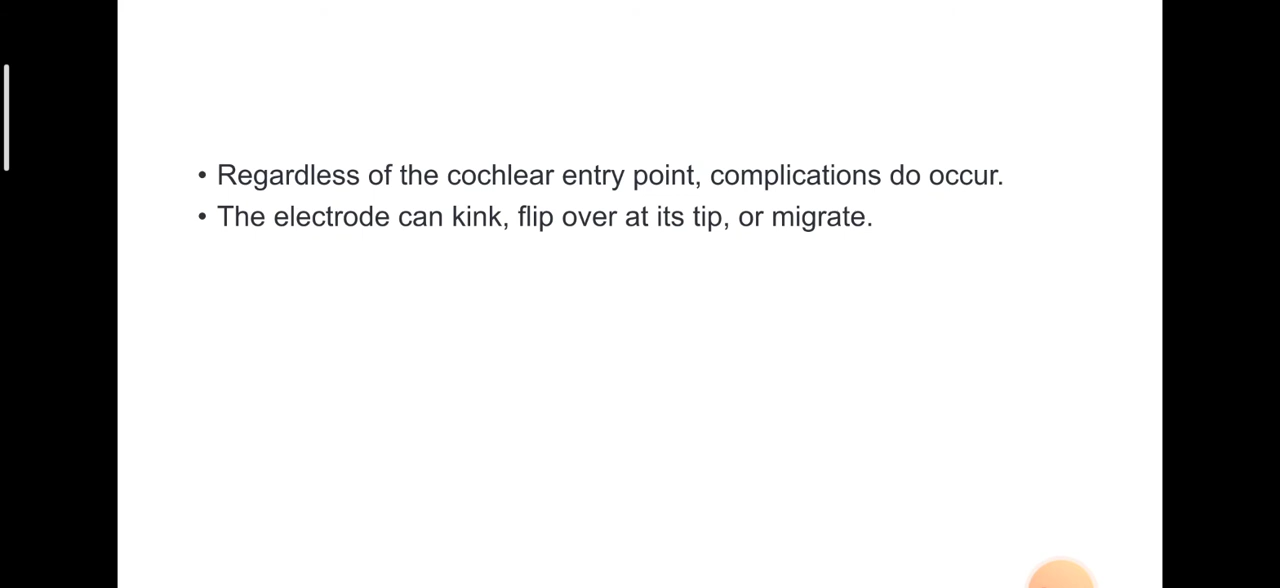 • Regardless of the cochlear entry point, complications do occur.
• The electrode can kink, flip over at its tip, or migrate.